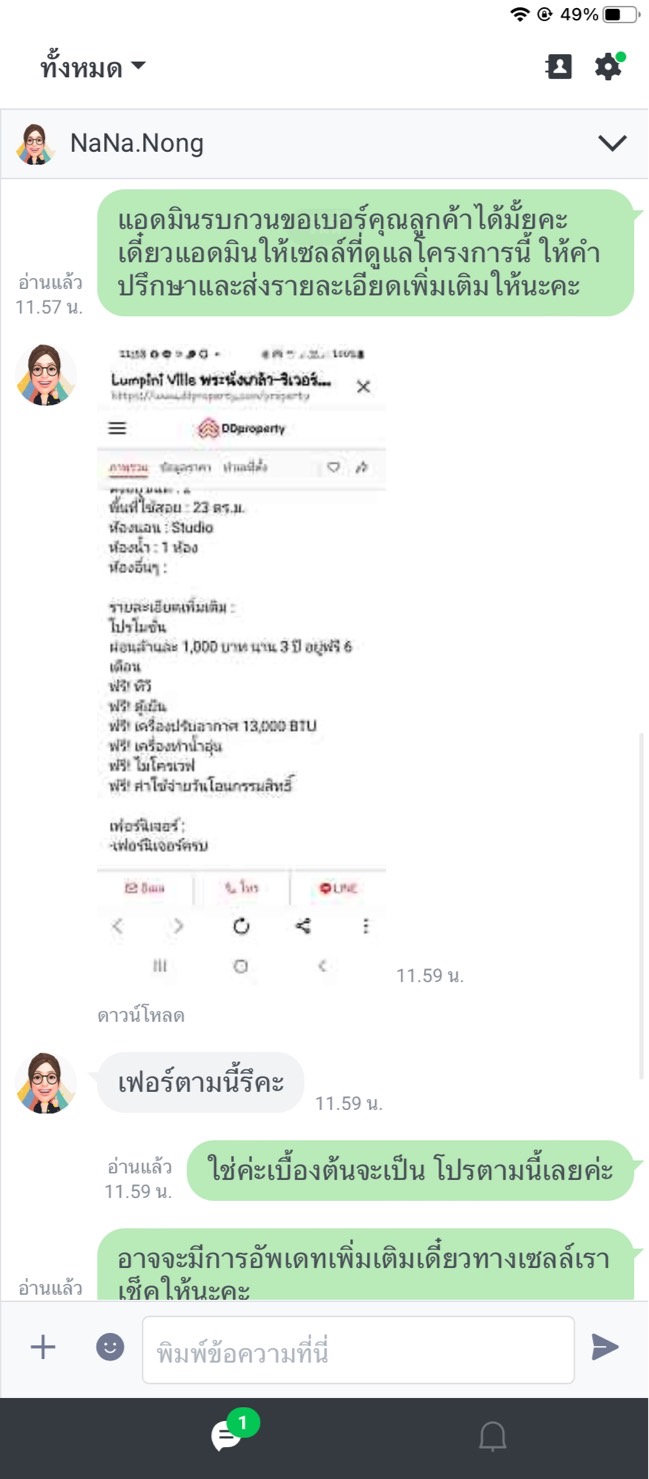 49%
ทั้งหมด
NaNa.Nong
แอดมินรบกวนขอเบอร์คุณลูกค้าได้มั้ยคะ
เดี๋ยวแอดมินให้เซลล์ที่ดูแลโครงการนี้ ให้คำ
ปรึกษาและส่งรายละเอียดเพิ่มเติมให้นะคะ
อ่านแล้ว
11.57 น.
Lumpini Ville พระนั่งเกล้า-ริเวอร์...
DDproperty
ภาพรวม ข้อมูลราคา ทำเลที่ตั้ง
พื้นที่ใช้สอย : 23 ตร.ม.
ห้องนอน : Studio
ห้องน้ำ : 1 ห้อง
ห้องอื่นๆ :
รายละเอียดเพิ่มเติม :
โปรโมชั่น
ผ่อนล้านละ 1,000 บาท นาน 3 ปี อยู่ฟรี 6
เดือน
ฟรี! ทีวี
ฟรี! ตู้เย็น
ฟรี! เครื่องปรับอากาศ 13,000 BTU
ฟรี! เครื่องทำน้ำอุ่น
ฟรี! ไมโครเวฟ
ฟรี! ค่าใช้จ่ายวันโอนกรรมสิทธิ์
เฟอร์นิเจอร์ :
-เฟอร์นิเจอร์ครบ
อีเมล โทร LINE
11.59 น.
ดาวน์โหลด
เฟอร์ตามนี้รึคะ
11.59 น.
ใช่ค่ะเบื้องต้นจะเป็น โปรตามนี้เลยค่ะ
อ่านแล้ว
11.59 น.
อาจจะมีการอัพเดทเพิ่มเติมเดี๋ยวทางเซลล์เรา
เช็คให้นะคะ
อ่านแล้ว
พิมพ์ข้อความที่นี่
1